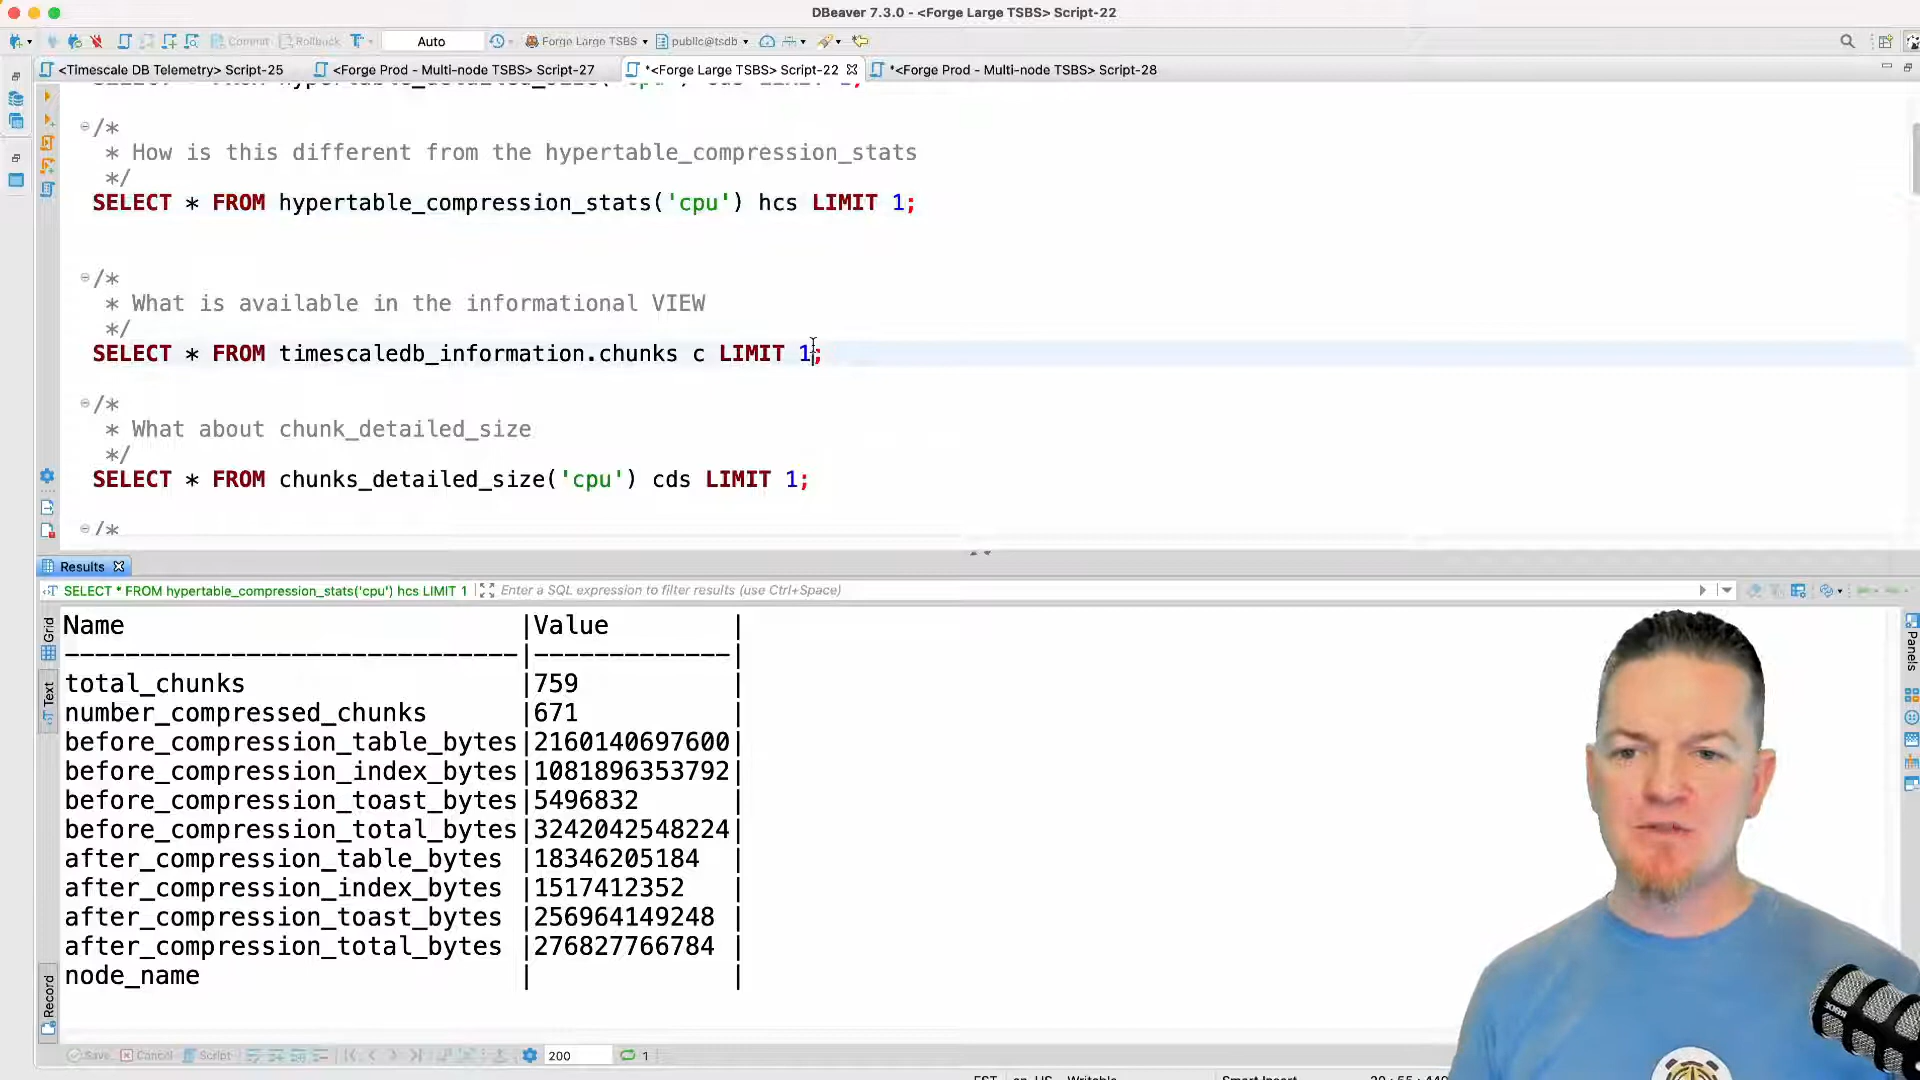 DBeaver 7.3.0 - <Forge Large TSBS> Script-22
Commit Rollback Auto Forge Large TSBS public@tsdb
<Timescale DB Telemetry> Script-25 <Forge Prod - Multi-node TSBS> Script-27 *<Forge Large TSBS> Script-22 *<Forge Prod - Multi-node TSBS> Script-28
/*
* How is this different from the hypertable_compression_stats
*/
SELECT * FROM hypertable_compression_stats('cpu') hcs LIMIT 1;
/*
* What is available in the informational VIEW
*/
SELECT * FROM timescaledb_information.chunks c LIMIT 1;
/*
* What about chunk_detailed_size
*/
SELECT * FROM chunks_detailed_size('cpu') cds LIMIT 1;
/*
Results
SELECT * FROM hypertable_compression_stats('cpu') hcs LIMIT 1 Enter a SQL expression to filter results (use Ctrl+Space)
Grid
Text
Record
Panels
Name |Value |
------------------------------|-------------|
total_chunks |759 |
number_compressed_chunks |671 |
before_compression_table_bytes|2160140697600|
before_compression_index_bytes|1081896353792|
before_compression_toast_bytes|5496832 |
before_compression_total_bytes|3242042548224|
after_compression_table_bytes |18346205184 |
after_compression_index_bytes |1517412352 |
after_compression_toast_bytes |256964149248 |
after_compression_total_bytes |276827766784 |
node_name | |
Save Cancel Script 200 1
RODE